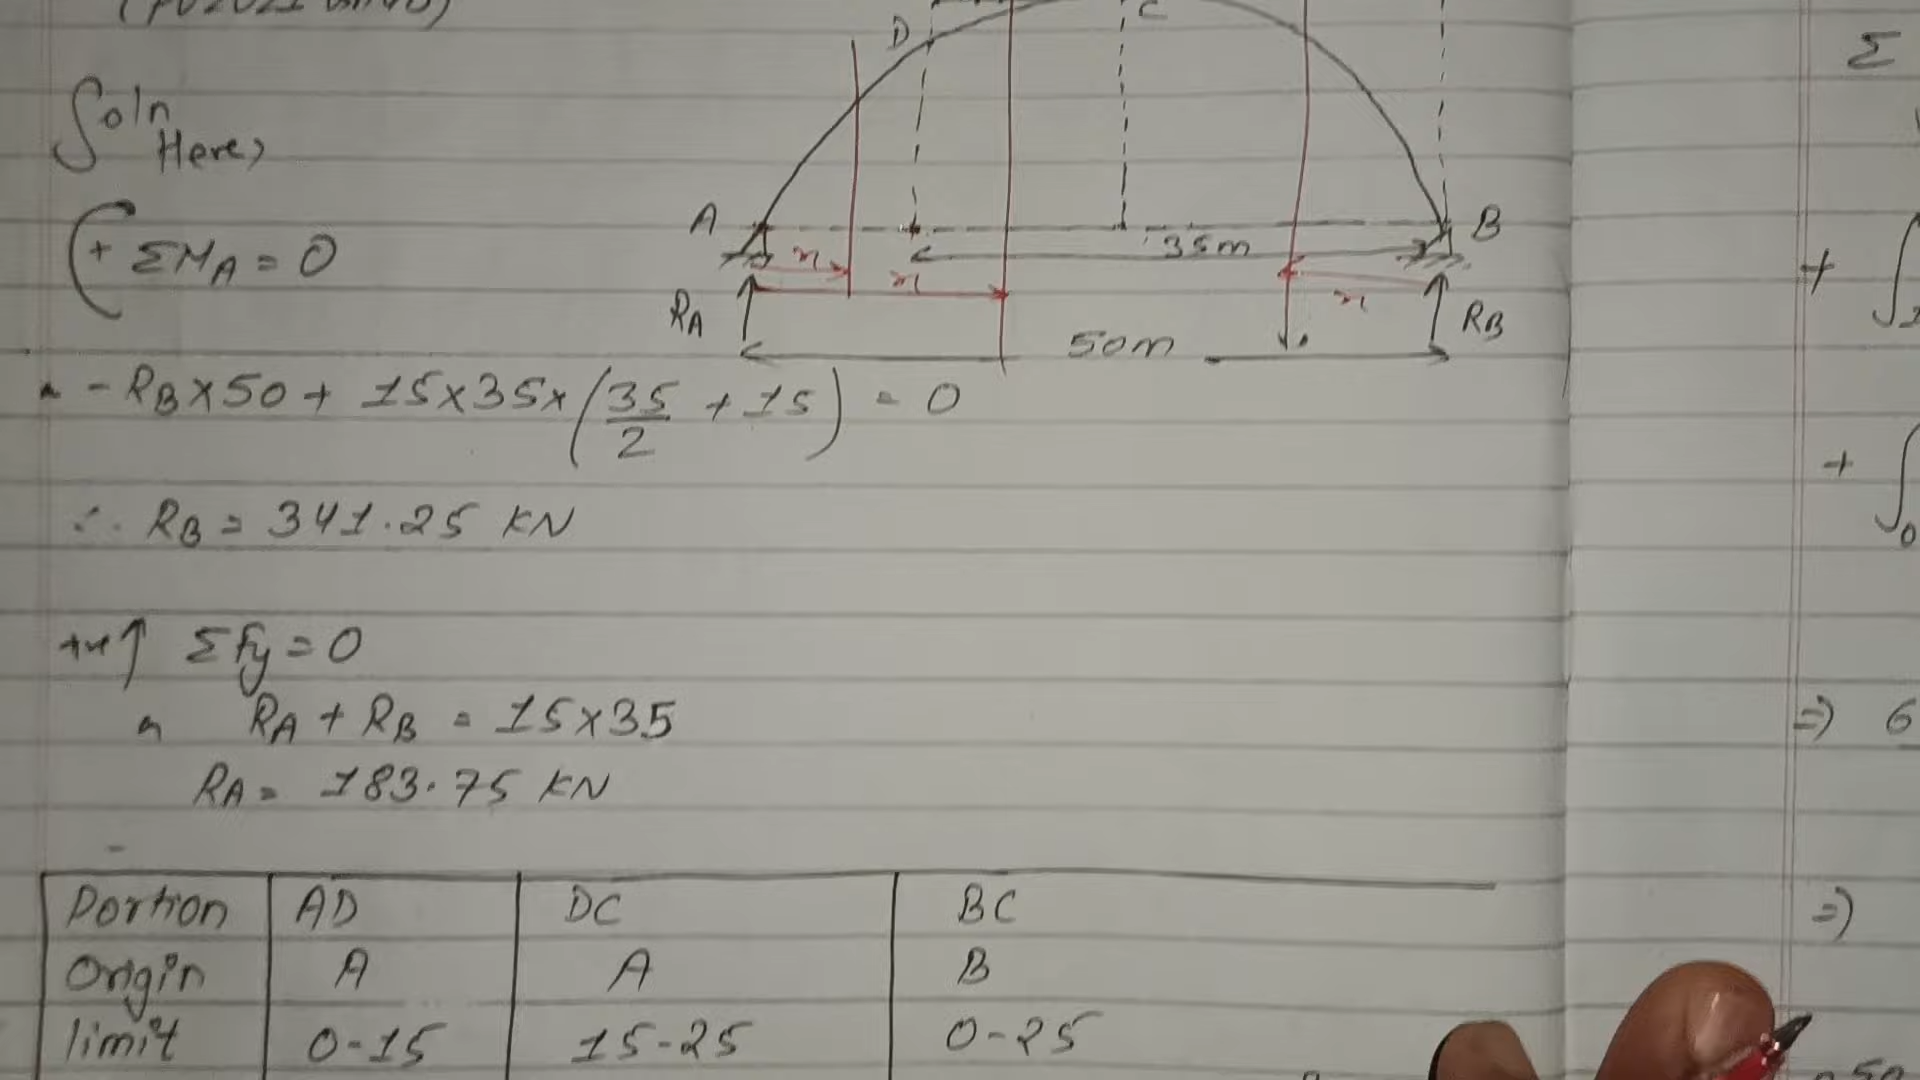 D
C
Soln
Here,
A
B
35m
x
x
x
RA
RB
50m
(+ ΣMA = 0
- RB×50 + 15×35×(35/2 + 15) = 0
∴ RB = 341.25 KN
+ve↑ ΣFy = 0
RA + RB = 15×35
RA = 183.75 KN
Portion AD DC BC
Origin A A B
limit 0-15 15-25 0-25
Σ
+ ∫
+ ∫0
=) 6
=)
50